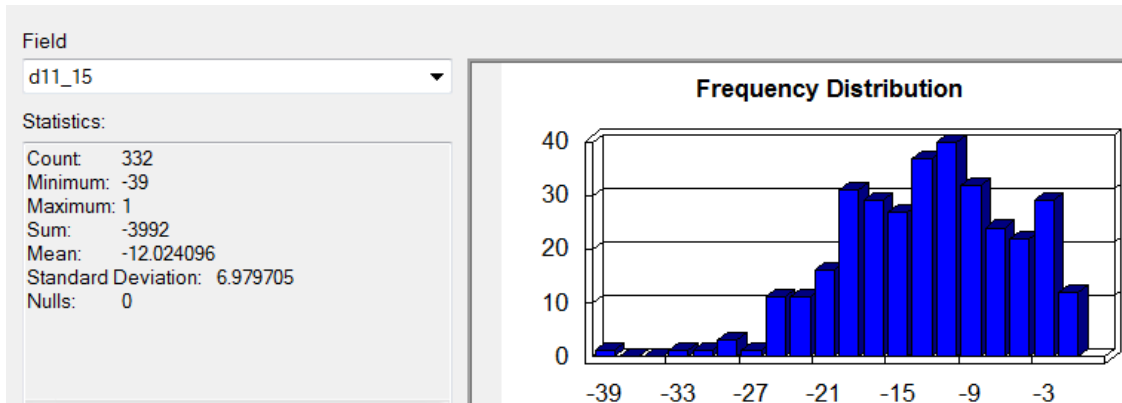 Field
d11_15
Statistics:
Count: 332
Minimum: -39
Maximum: 1
Sum: -3992
Mean: -12.024096
Standard Deviation: 6.979705
Nulls: 0
Frequency Distribution
40
30
20
10
0
-39 -33 -27 -21 -15 -9 -3